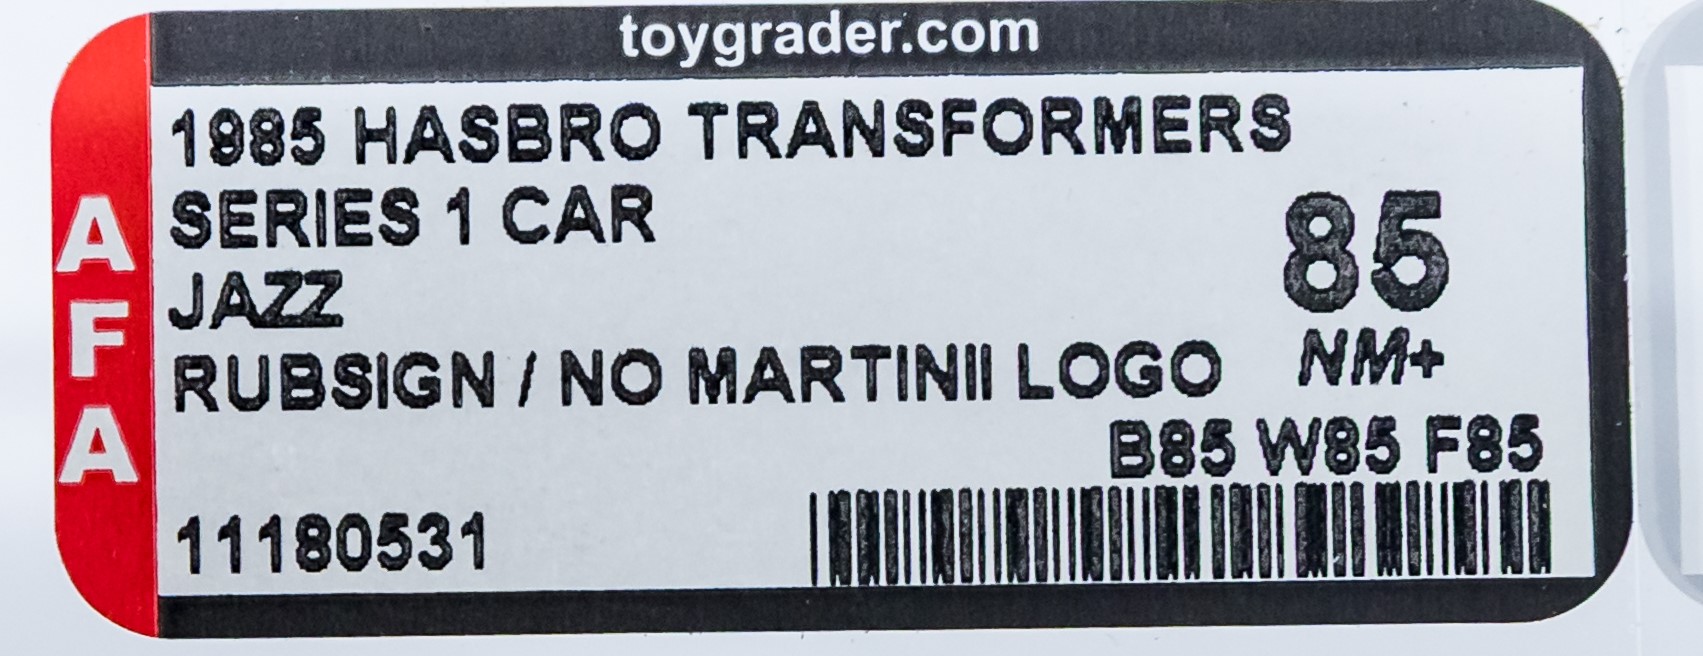 toygrader.com
AFA
1985 HASBRO TRANSFORMERS
SERIES 1 CAR
JAZZ
RUBSIGN / NO MARTINII LOGO
85
NM+
B85 W85 F85
11180531